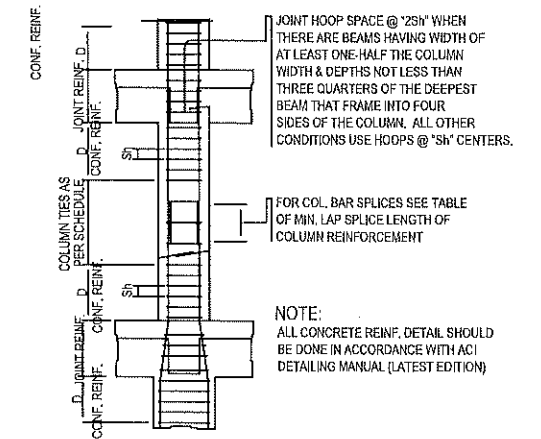 JOINT HOOP SPACE @ "2Sh" WHEN
THERE ARE BEAMS HAVING WIDTH OF
AT LEAST ONE-HALF THE COLUMN
WIDTH & DEPTHS NOT LESS THAN
THREE QUARTERS OF THE DEEPEST
BEAM THAT FRAME INTO FOUR
SIDES OF THE COLUMN. ALL OTHER
CONDITIONS USE HOOPS @ "Sh" CENTERS.
FOR COL. BAR SPLICES SEE TABLE
OF MIN. LAP SPLICE LENGTH OF
COLUMN REINFORCEMENT
NOTE:
ALL CONCRETE REINF. DETAIL SHOULD
BE DONE IN ACCORDANCE WITH ACI
DETAILING MANUAL (LATEST EDITION)
CONF. REINF.
D
JOINT REINF.
D
CONF. REINF.
Sh
COLUMN TIES AS
PER SCHEDULE
D
CONF. REINF.
Sh
JOINT REINF.
D
CONF. REINF.